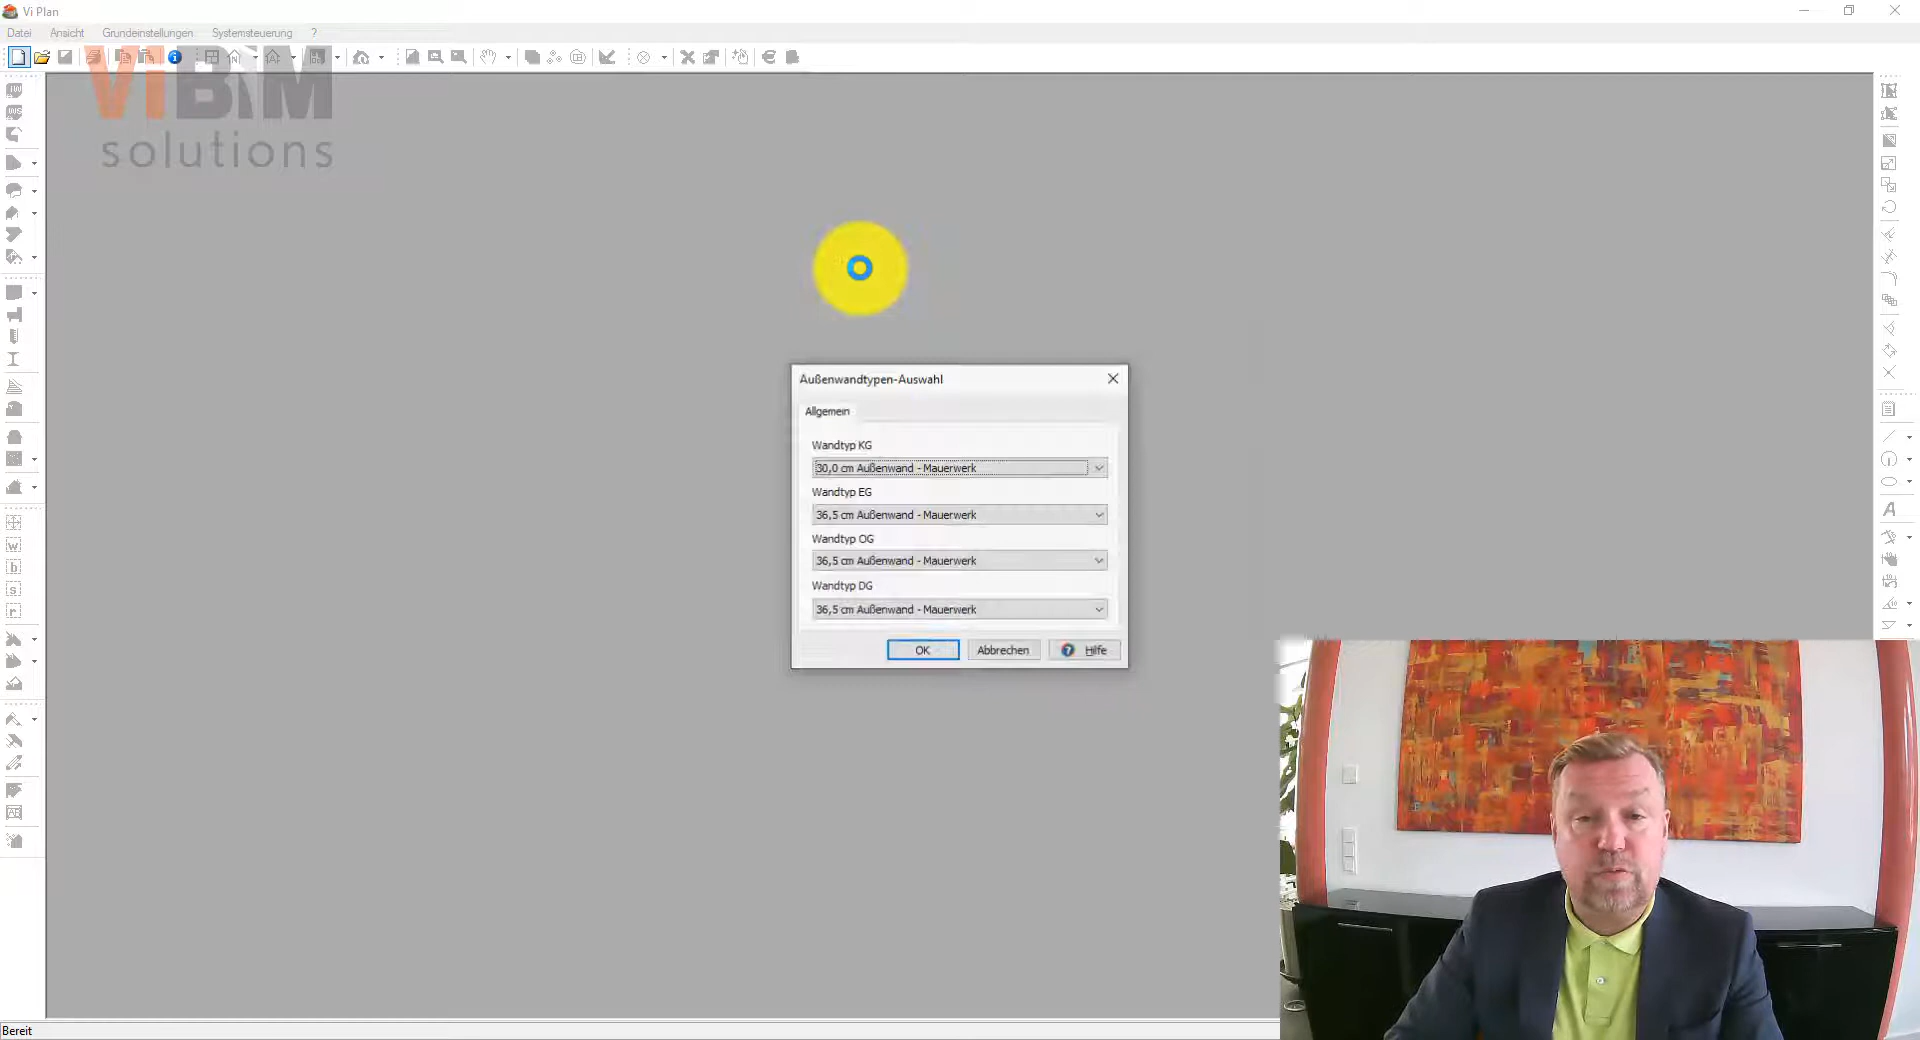 Vi Plan
Datei Ansicht Grundeinstellungen Systemsteuerung ?
ViBiM
solutions
Außenwandtypen-Auswahl
Allgemein
Wandtyp KG
30,0 cm Außenwand - Mauerwerk
Wandtyp EG
36,5 cm Außenwand - Mauerwerk
Wandtyp OG
36,5 cm Außenwand - Mauerwerk
Wandtyp DG
36,5 cm Außenwand - Mauerwerk
OK Abbrechen Hilfe
Bereit